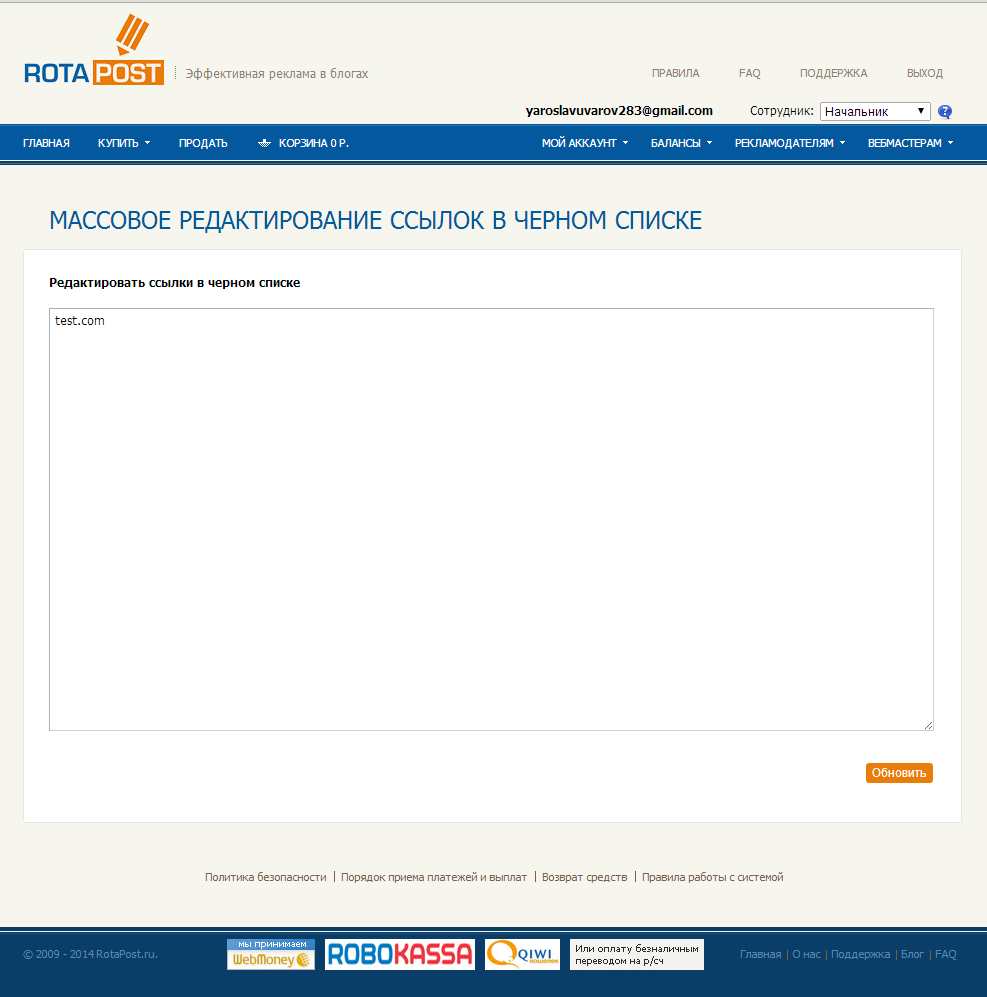 ROTA POST
Эффективная реклама в блогах
ПРАВИЛА FAQ ПОДДЕРЖКА ВЫХОД
yaroslavuvarov283@gmail.com Сотрудник: Начальник ?
ГЛАВНАЯ КУПИТЬ ПРОДАТЬ КОРЗИНА 0 Р. МОЙ АККАУНТ БАЛАНСЫ РЕКЛАМОДАТЕЛЯМ ВЕБМАСТЕРАМ
МАССОВОЕ РЕДАКТИРОВАНИЕ ССЫЛОК В ЧЕРНОМ СПИСКЕ
Редактировать ссылки в черном списке
test.com
Обновить
Политика безопасности | Порядок приема платежей и выплат | Возврат средств | Правила работы с системой
© 2009 - 2014 RotaPost.ru.
мы принимаем
WebMoney
ROBOKASSA
QIWI
КОШЕЛЕК
Или оплату безналичным
переводом на р/сч
Главная | О нас | Поддержка | Блог | FAQ